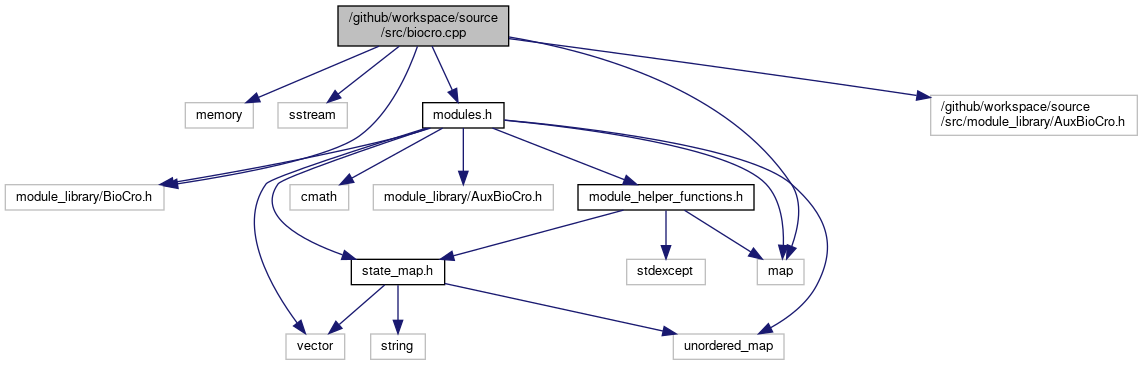 /github/workspace/source
/src/biocro.cpp
memory
sstream
modules.h
/github/workspace/source
/src/module_library/AuxBioCro.h
module_library/BioCro.h
cmath
module_library/AuxBioCro.h
module_helper_functions.h
state_map.h
stdexcept
map
vector
string
unordered_map